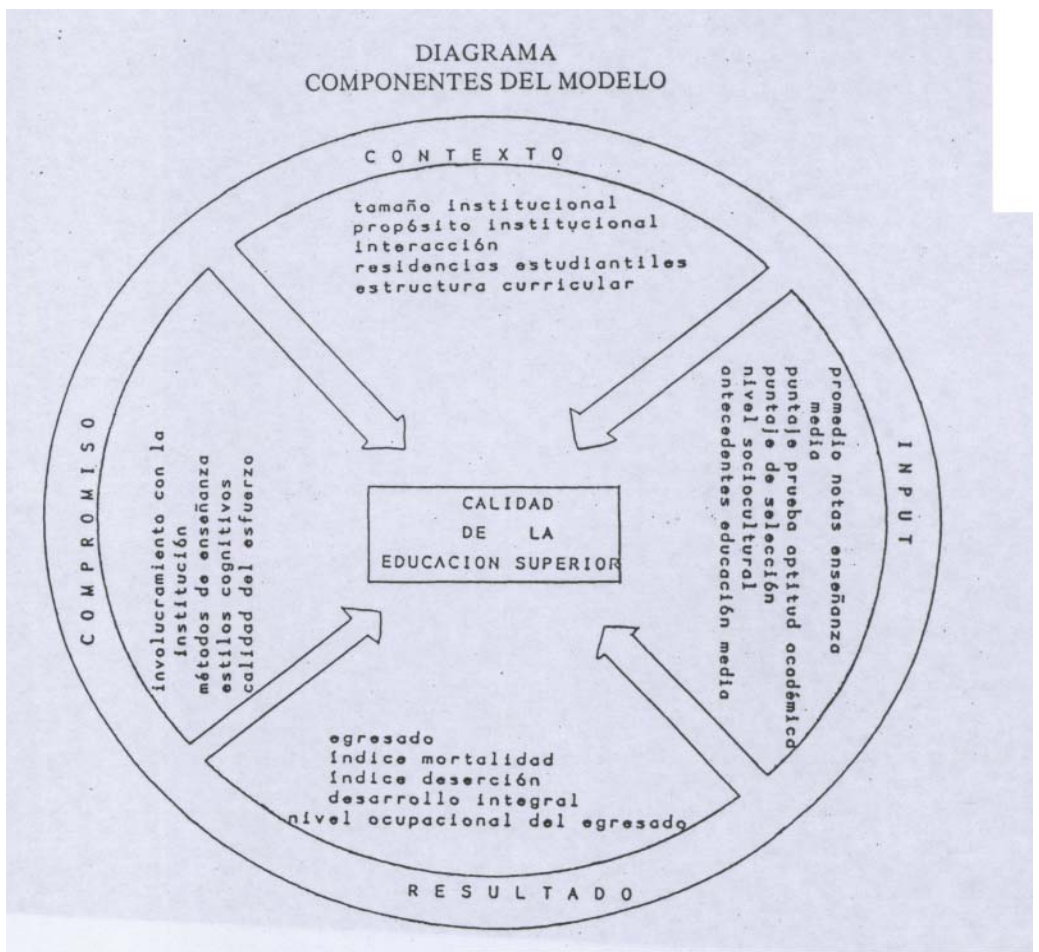 DIAGRAMA
COMPONENTES DEL MODELO
CONTEXTO
tamaño institucional
propósito institucional
interacción
residencias estudiantiles
estructura curricular
INPUT
promedio notas enseñanza
media
puntaje prueba aptitud académica
puntaje de selección
nivel sociocultural
antecedentes educación media
COMPROMISO
involucramiento con la
institución
métodos de enseñanza
estilos cognitivos
calidad del esfuerzo
CALIDAD
DE LA
EDUCACION SUPERIOR
egresado
índice mortalidad
índice deserción
desarrollo integral
nivel ocupacional del egresado
RESULTADO